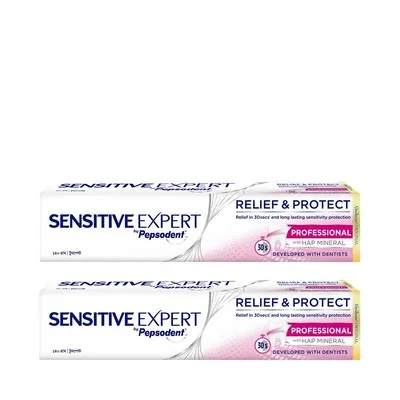 SENSITIVE EXPERT
by Pepsodent
RELIEF & PROTECT
Relief in 30secs' and long lasting sensitivity protection
PROFESSIONAL
with HAP MINERAL
30s
DEVELOPED WITH DENTISTS
SENSITIVE EXPERT
by Pepsodent
RELIEF & PROTECT
Relief in 30secs' and long lasting sensitivity protection
PROFESSIONAL
with HAP MINERAL
30s
DEVELOPED WITH DENTISTS